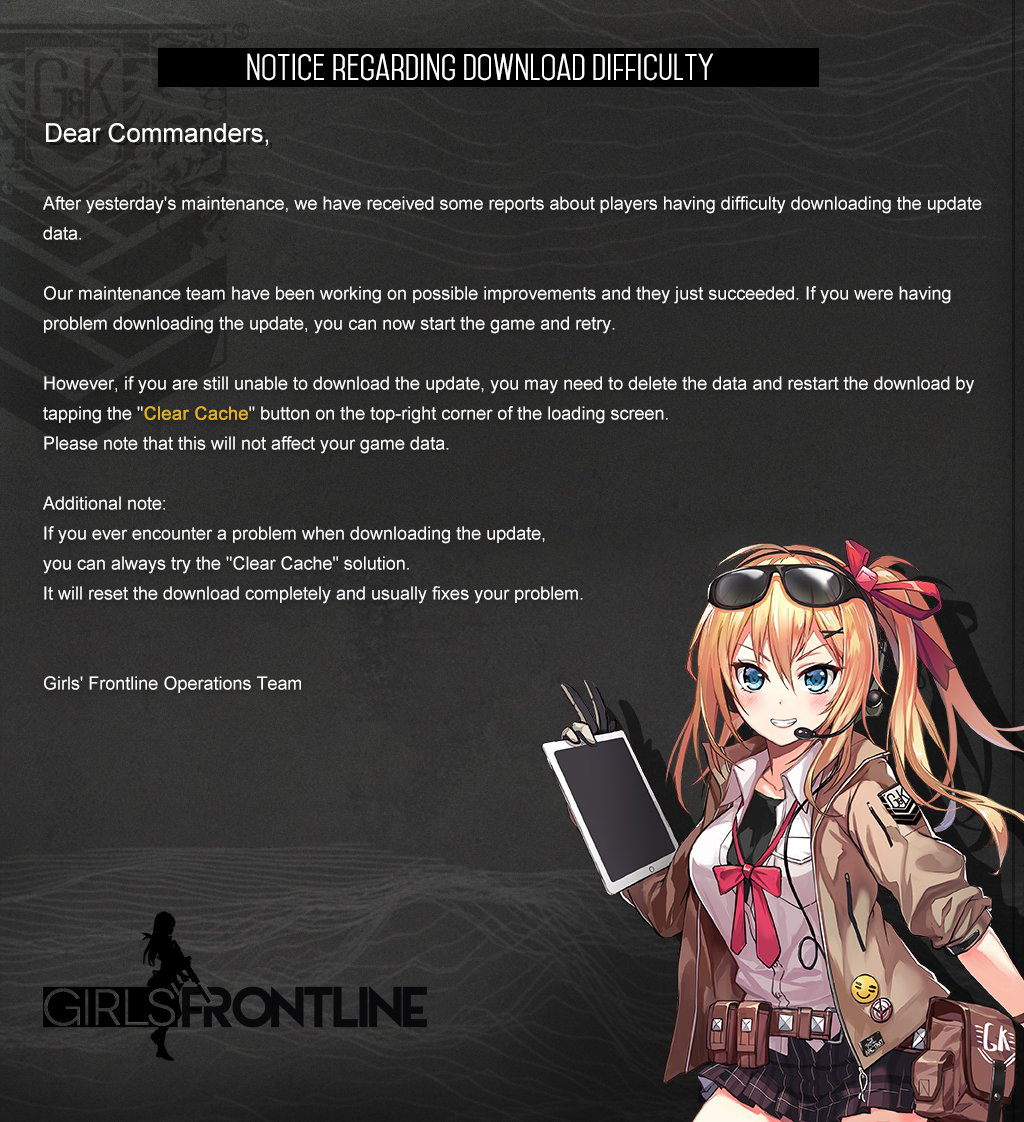 NOTICE REGARDING DOWNLOAD DIFFICULTY
G&K
Dear Commanders,
After yesterday's maintenance, we have received some reports about players having difficulty downloading the update
data.
Our maintenance team have been working on possible improvements and they just succeeded. If you were having
problem downloading the update, you can now start the game and retry.
However, if you are still unable to download the update, you may need to delete the data and restart the download by
tapping the "Clear Cache" button on the top-right corner of the loading screen.
Please note that this will not affect your game data.
Additional note:
If you ever encounter a problem when downloading the update,
you can always try the "Clear Cache" solution.
It will reset the download completely and usually fixes your problem.
Girls' Frontline Operations Team
G&K
GIRLSFRONTLINE
GK